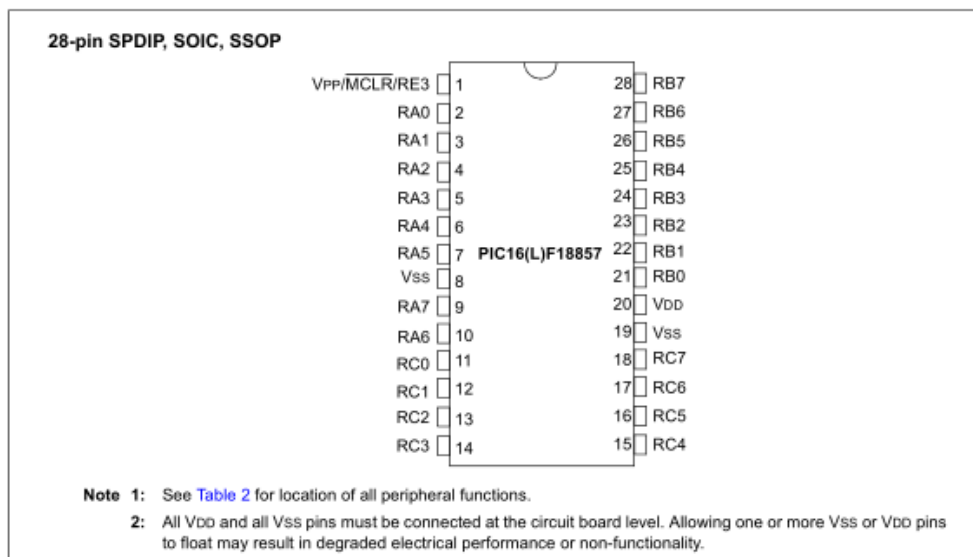 28-pin SPDIP, SOIC, SSOP
VPP/MCLR/RE3 1 28 RB7
RA0 2 27 RB6
RA1 3 26 RB5
RA2 4 25 RB4
RA3 5 24 RB3
RA4 6 23 RB2
RA5 7 PIC16(L)F18857 22 RB1
VSS 8 21 RB0
RA7 9 20 VDD
RA6 10 19 VSS
RC0 11 18 RC7
RC1 12 17 RC6
RC2 13 16 RC5
RC3 14 15 RC4
Note 1: See Table 2 for location of all peripheral functions.
2: All VDD and all VSS pins must be connected at the circuit board level. Allowing one or more VSS or VDD pins
to float may result in degraded electrical performance or non-functionality.